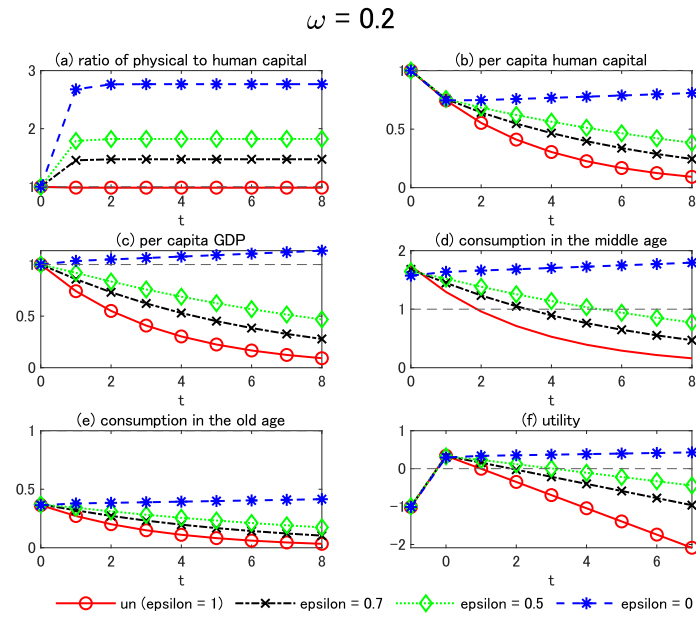 ω = 0.2
(a) ratio of physical to human capital
3
2
1
0 2 4 6 8
t
(b) per capita human capital
1
0.5
0
0 2 4 6 8
t
(c) per capita GDP
1
0.5
0
0 2 4 6 8
t
(d) consumption in the middle age
2
1
0
0 2 4 6 8
t
(e) consumption in the old age
1
0.5
0
0 2 4 6 8
t
(f) utility
1
0
-1
-2
0 2 4 6
t
un (epsilon = 1) epsilon = 0.7 epsilon = 0.5 epsilon = 0